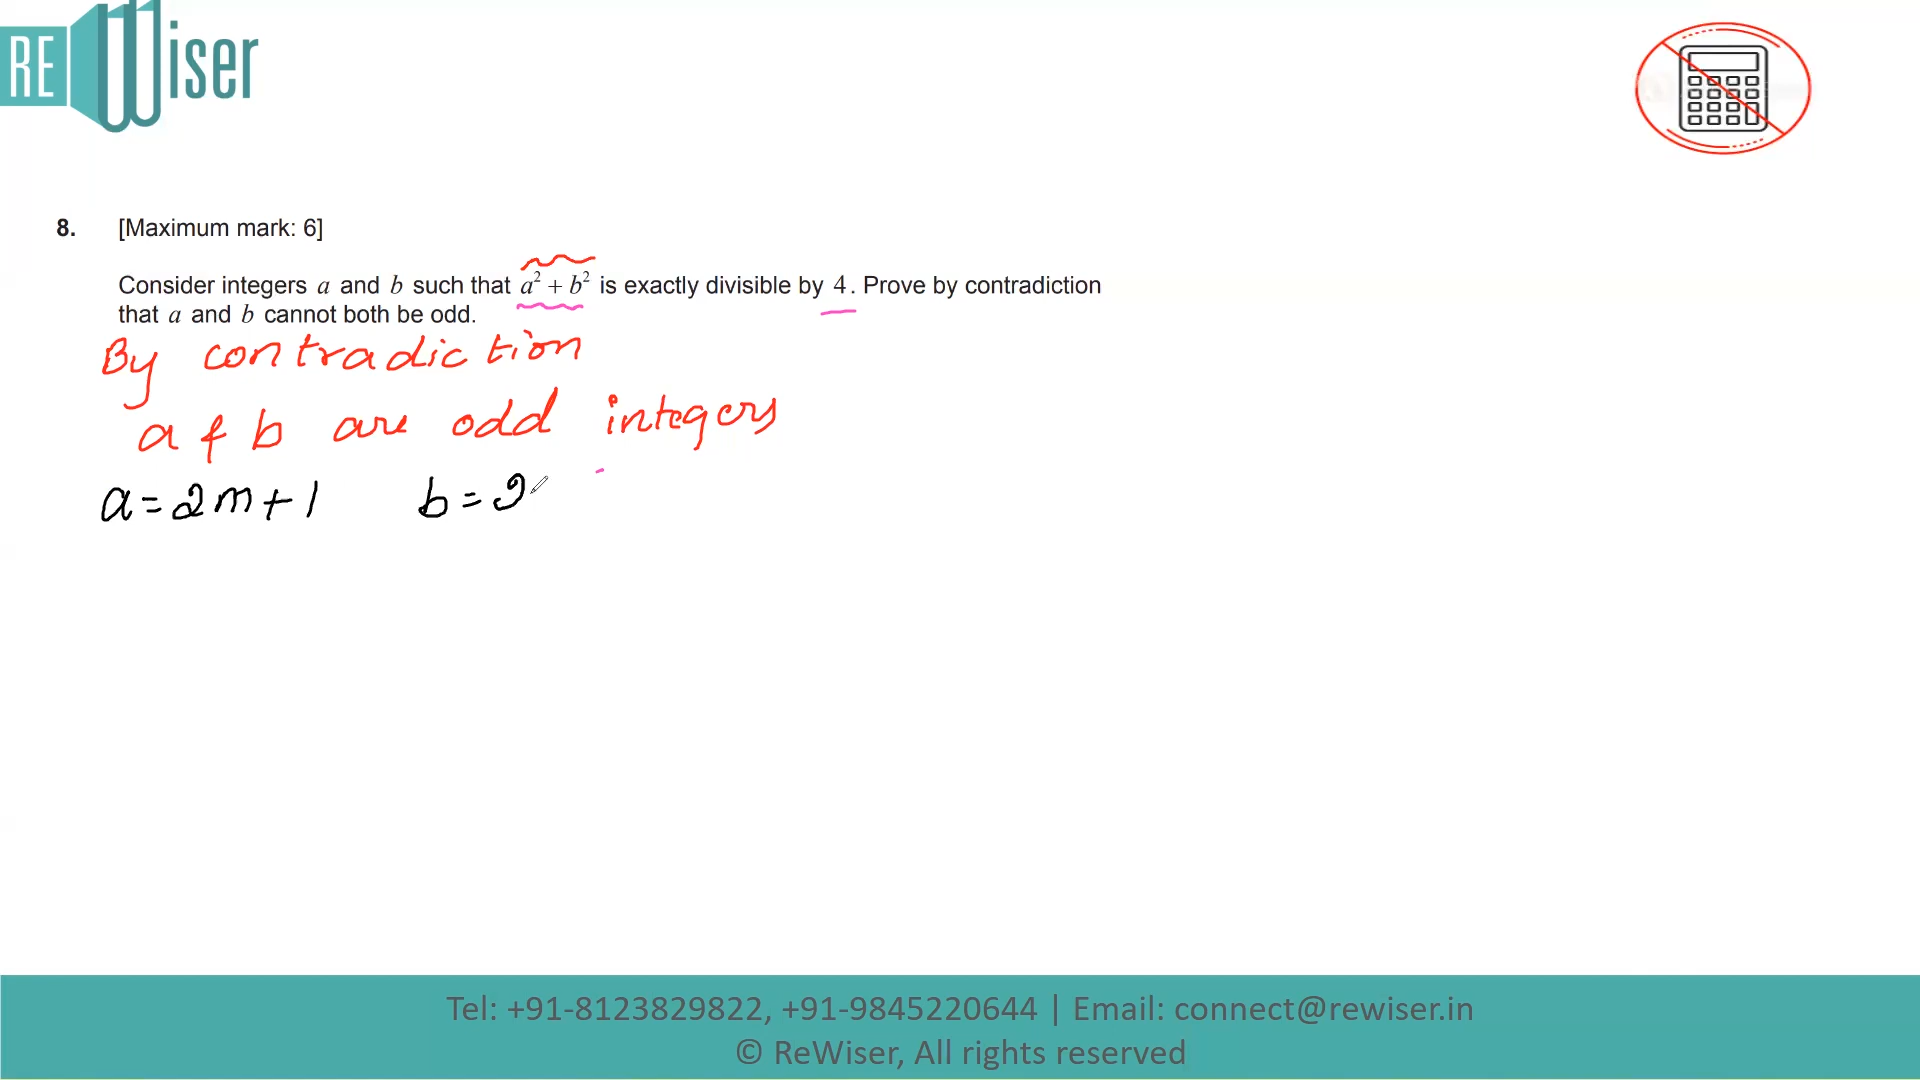 REWiser
8. [Maximum mark: 6]
Consider integers a and b such that a² + b² is exactly divisible by 4. Prove by contradiction
that a and b cannot both be odd.
By contradiction
a & b are odd integers
a = 2m + 1 b = 2
Tel: +91-8123829822, +91-9845220644 | Email: connect@rewiser.in
© ReWiser, All rights reserved